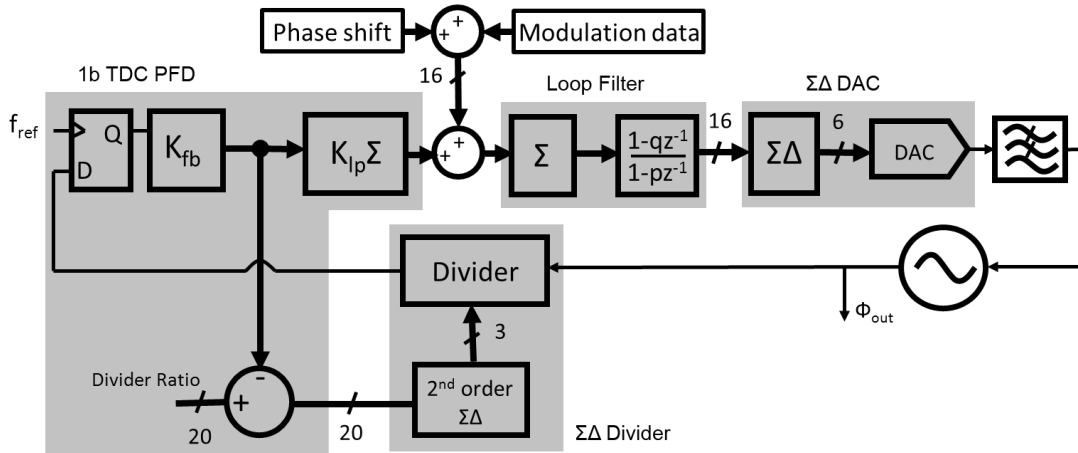 Phase shift
+
+
Modulation data
16
1b TDC PFD
Loop Filter
ΣΔ DAC
f_ref
Q
D
K_fb
K_lpΣ
+
+
Σ
1-qz⁻¹
1-pz⁻¹
16
ΣΔ
6
DAC
Divider
Φ_out
3
Divider Ratio
20
+
-
20
2nd order
ΣΔ
ΣΔ Divider